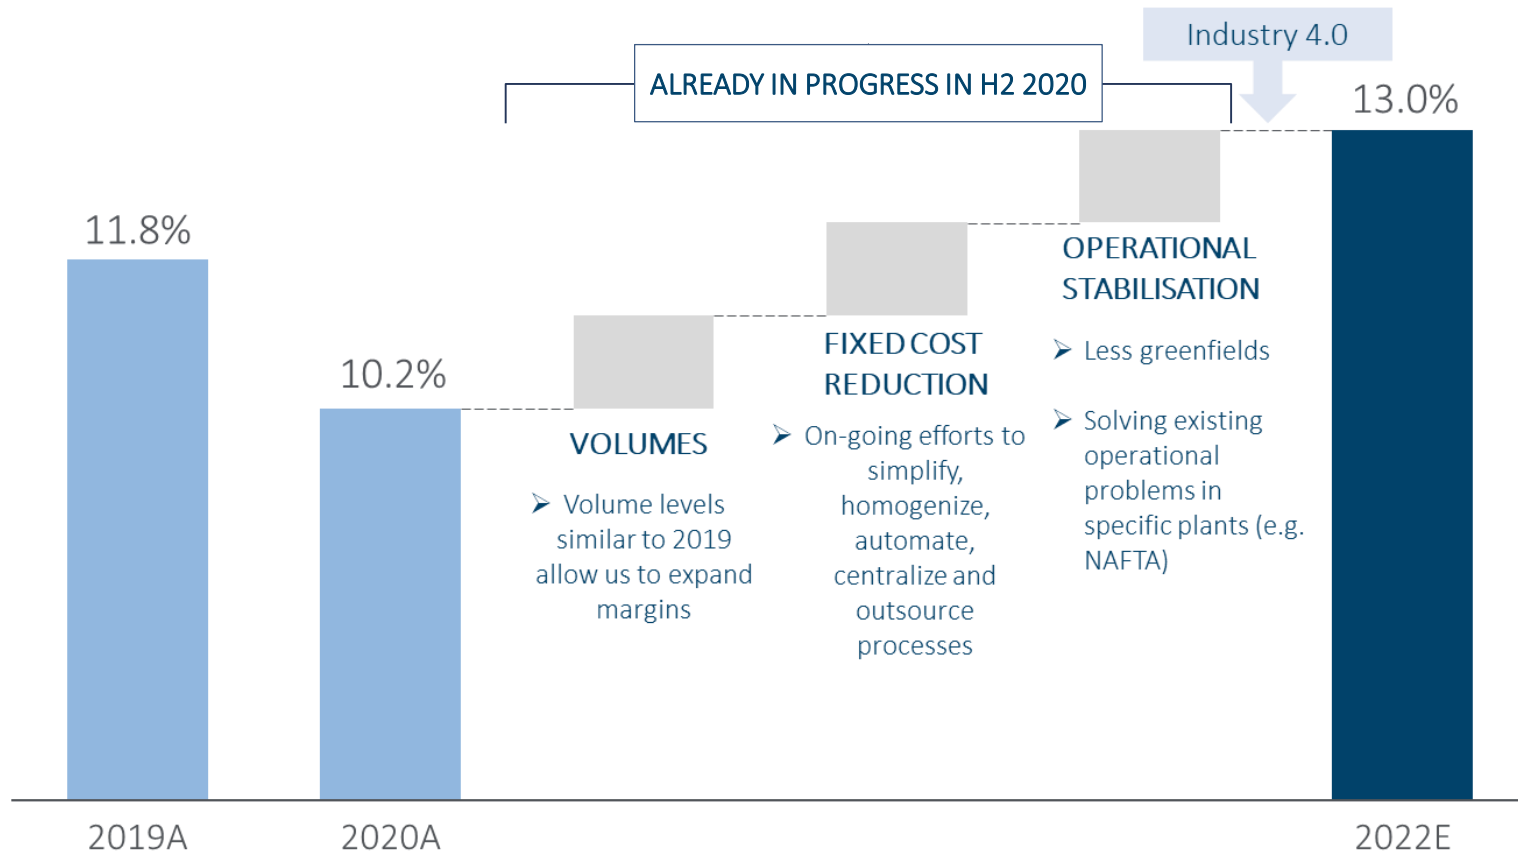 Industry 4.0
ALREADY IN PROGRESS IN H2 2020
13.0%
11.8%
10.2%
VOLUMES
➢ Volume levels
similar to 2019
allow us to expand
margins
FIXED COST
REDUCTION
➢ On-going efforts to
simplify,
homogenize,
automate,
centralize and
outsource
processes
OPERATIONAL
STABILISATION
➢ Less greenfields
➢ Solving existing
operational
problems in
specific plants (e.g.
NAFTA)
2019A
2020A
2022E